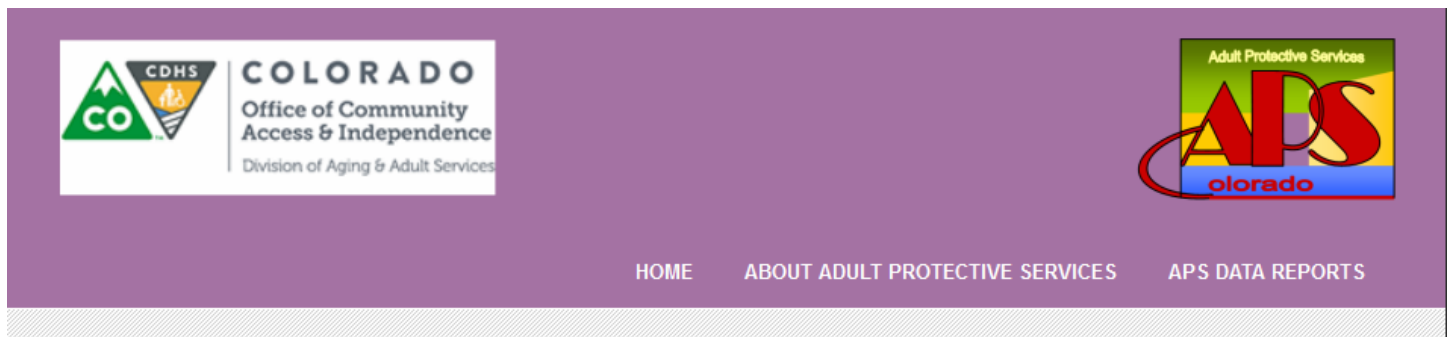 CDHS
CO
COLORADO
Office of Community
Access & Independence
Division of Aging & Adult Services
Adult Protective Services
APS
Colorado
HOME ABOUT ADULT PROTECTIVE SERVICES APS DATA REPORTS